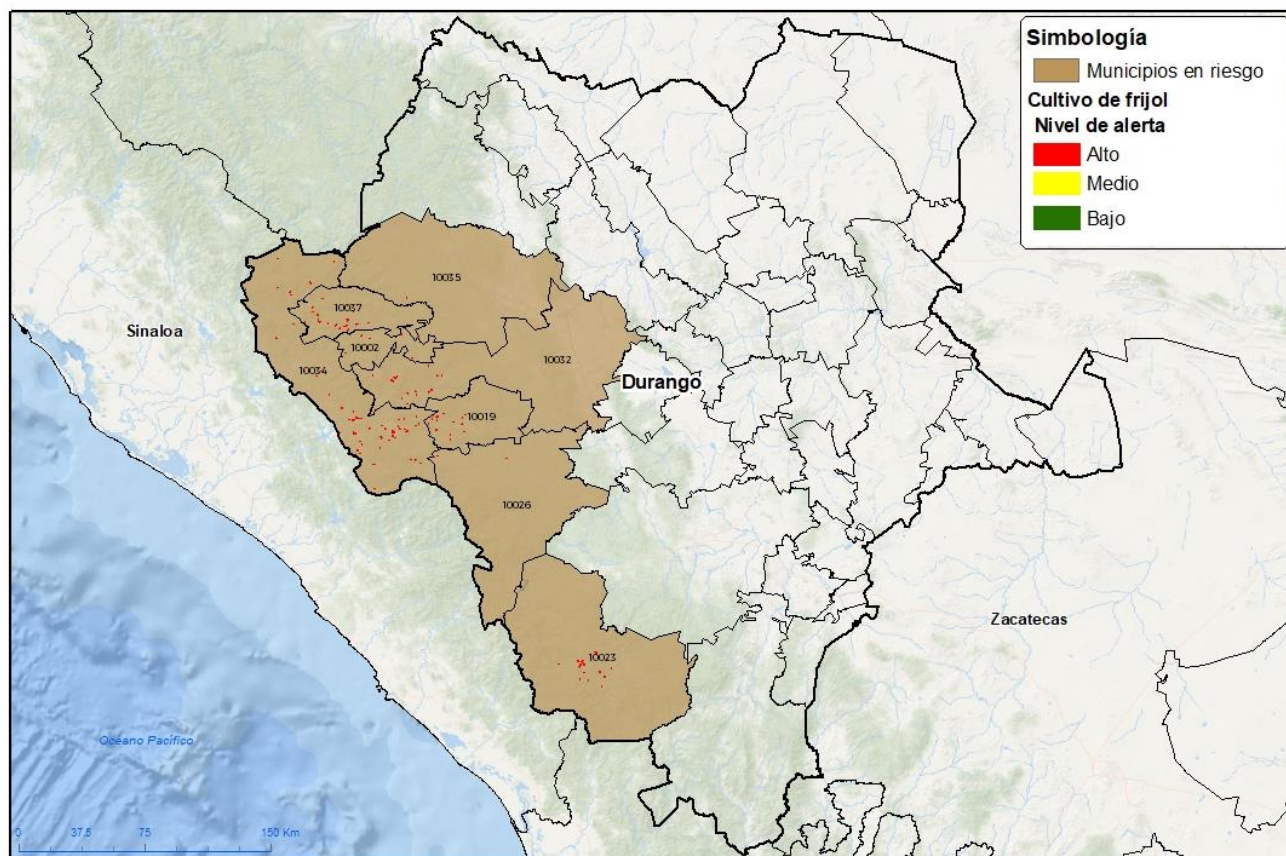 Simbología
Municipios en riesgo
Cultivo de frijol
Nivel de alerta
Alto
Medio
Bajo
10035
10037
Sinaloa
10002
10032
10034
Durango
10019
10026
Zacatecas
10023
Océano Pacífico
0 37.5 75 150 Km